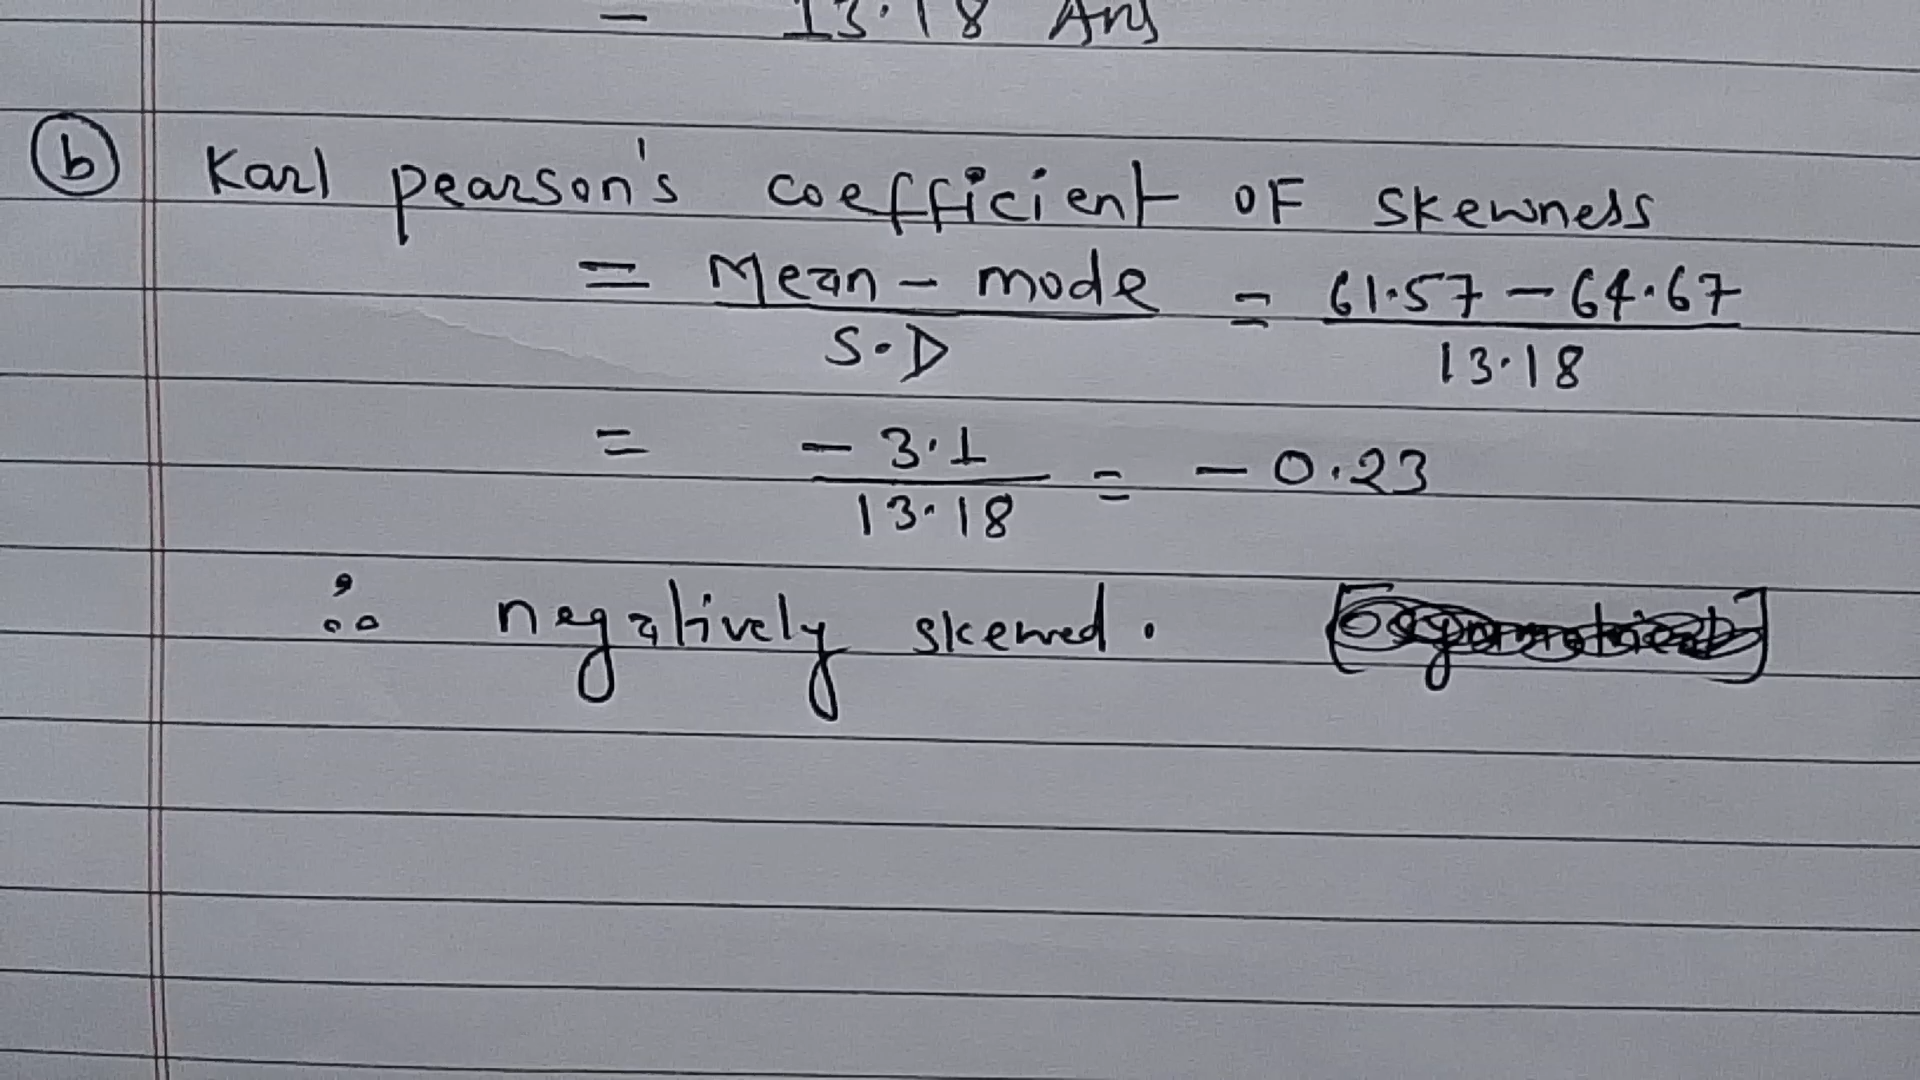 = 13.18 Ans
(b) Karl pearson's coefficient OF skewness
= Mean - mode / S.D = 61.57 - 64.67 / 13.18
= -3.1 / 13.18 = -0.23
∴ negatively skewed.